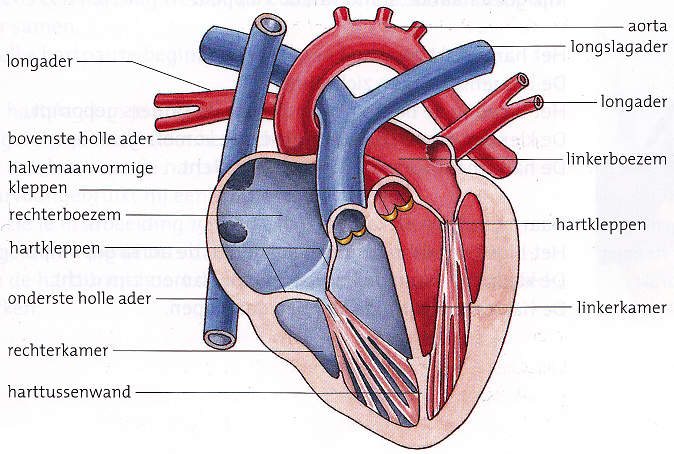 aorta
longslagader
longader
longader
bovenste holle ader
linkerboezem
halvemaanvormige
kleppen
rechterboezem
hartkleppen
hartkleppen
onderste holle ader
linkerkamer
rechterkamer
harttussenwand